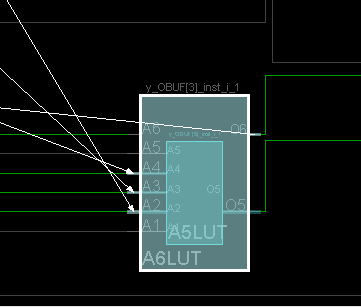 y_OBUF[3]_inst_i_1
A6 y_OBUF[3]_inst_i_1 O6
A5 A5
A4 A4
A3 A3 O5
A2 A2 O5
A1 A1
A5LUT
A6LUT